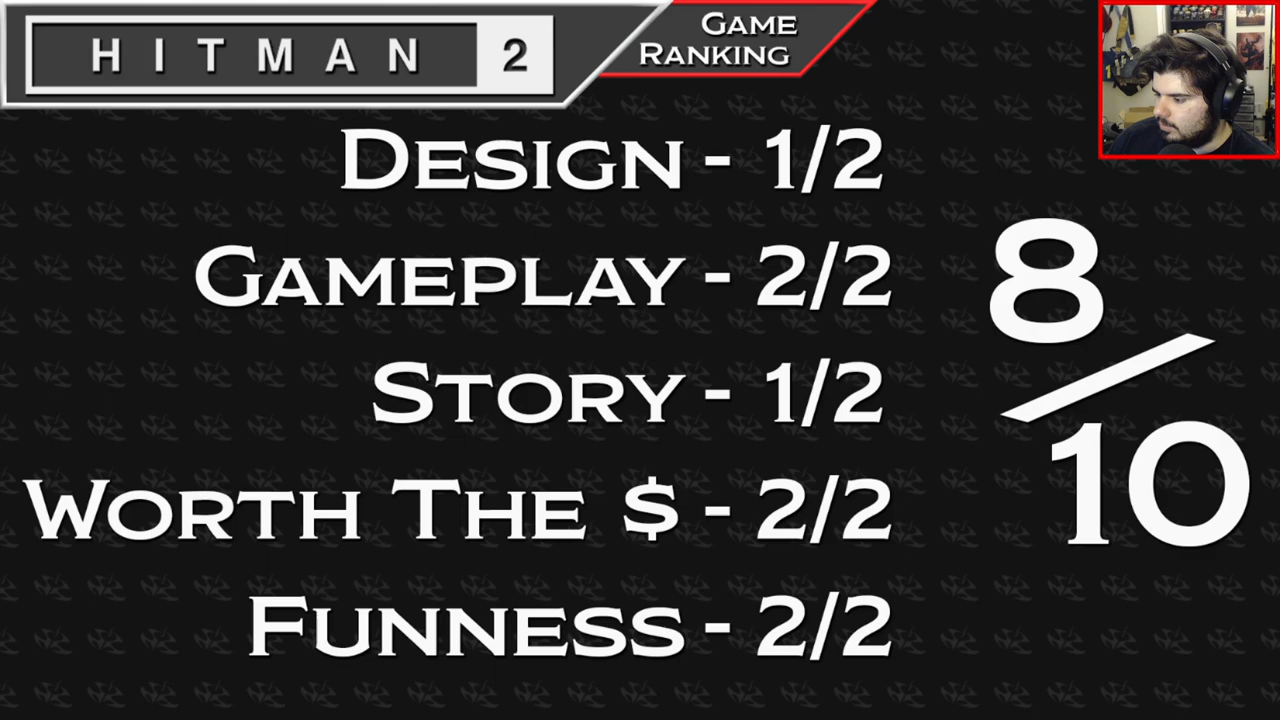 HITMAN 2
GAME
RANKING
DESIGN - 1/2
GAMEPLAY - 2/2
STORY - 1/2
WORTH THE $ - 2/2
FUNNESS - 2/2
8/10